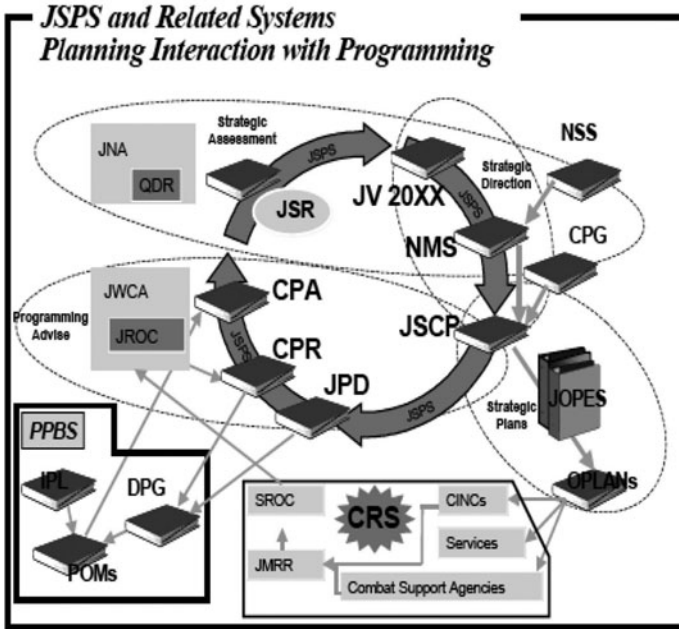 JSPS and Related Systems
Planning Interaction with Programming
JNA
QDR
Strategic
Assessment
JSPS
JSR
JV 20XX
JSPS
Strategic
Direction
NSS
NMS
CPG
JWCA
JROC
Programming
Advise
CPA
CPR
JSPS
JPD
JSPS
JSCP
Strategic
Plans
JOPES
OPLANs
PPBS
IPL
DPG
POMs
SROC
CRS
CINCs
Services
JMRR
Combat Support Agencies